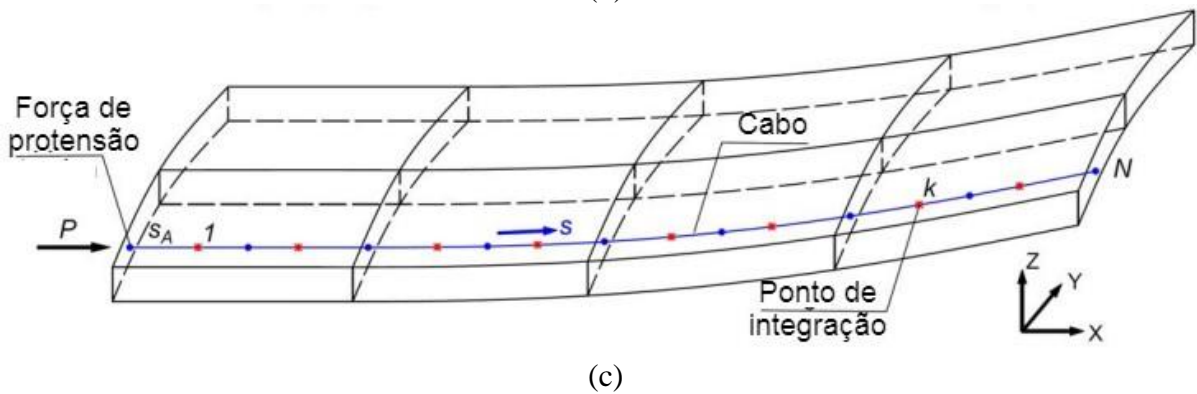 Força de
protensão
P
s_A
1
s
Cabo
k
N
Ponto de
integração
Z
Y
X
(c)